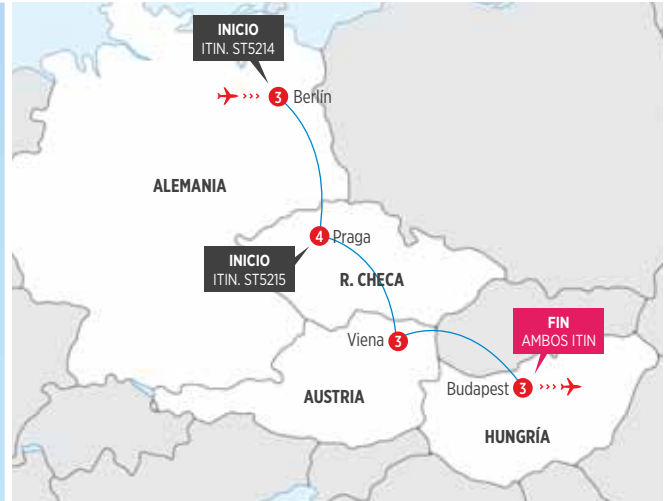 INICIO
ITIN. ST5214
3 Berlín
ALEMANIA
4 Praga
INICIO
ITIN. ST5215
R. CHECA
Viena 3
FIN
AMBOS ITIN
Budapest 3
AUSTRIA
HUNGRÍA